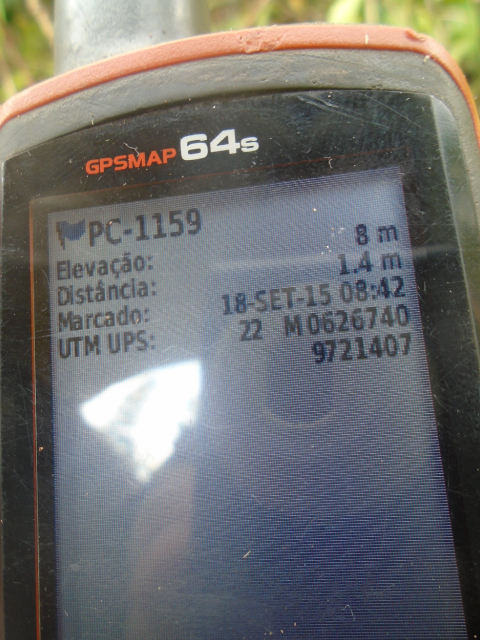 GPSMAP 64s
PC-1159
Elevação: 8 m
Distância: 1.4 m
Marcado: 18-SET-15 08:42
UTM UPS: 22 M 0626740
9721407